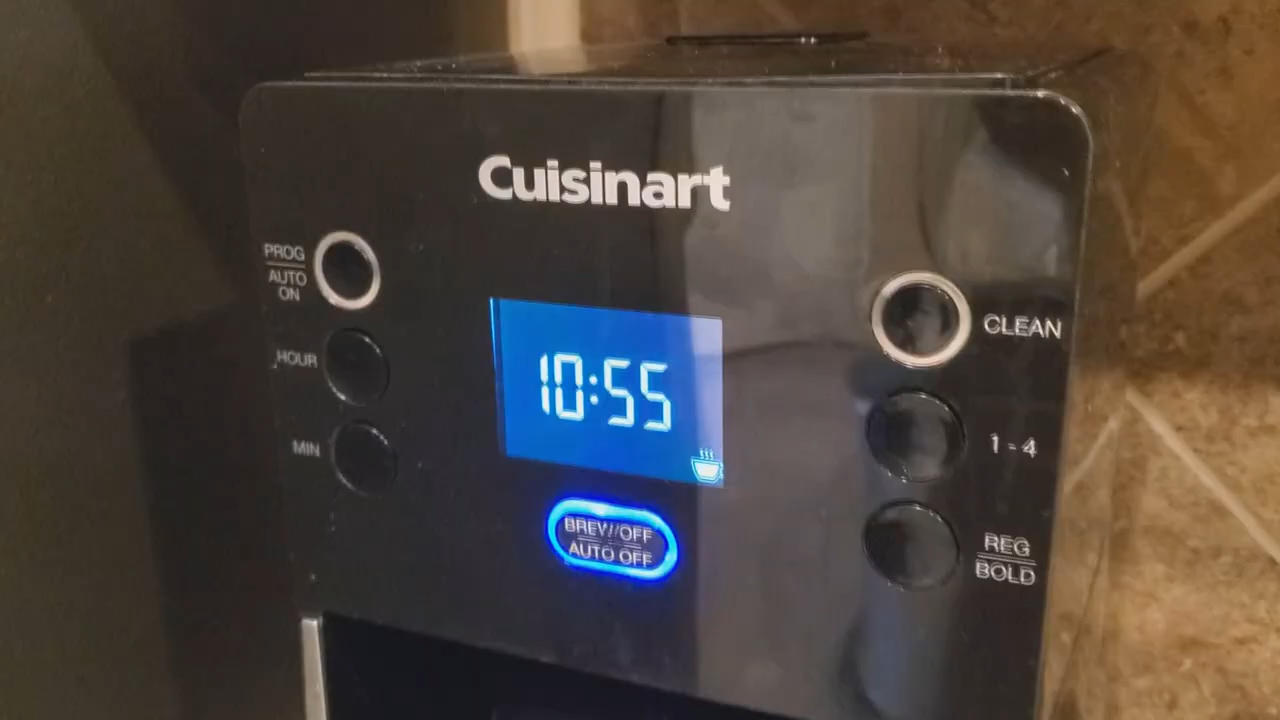 Cuisinart
PROG
AUTO
ON
HOUR
MIN
10:55
BREW/OFF
AUTO OFF
CLEAN
1-4
REG
BOLD